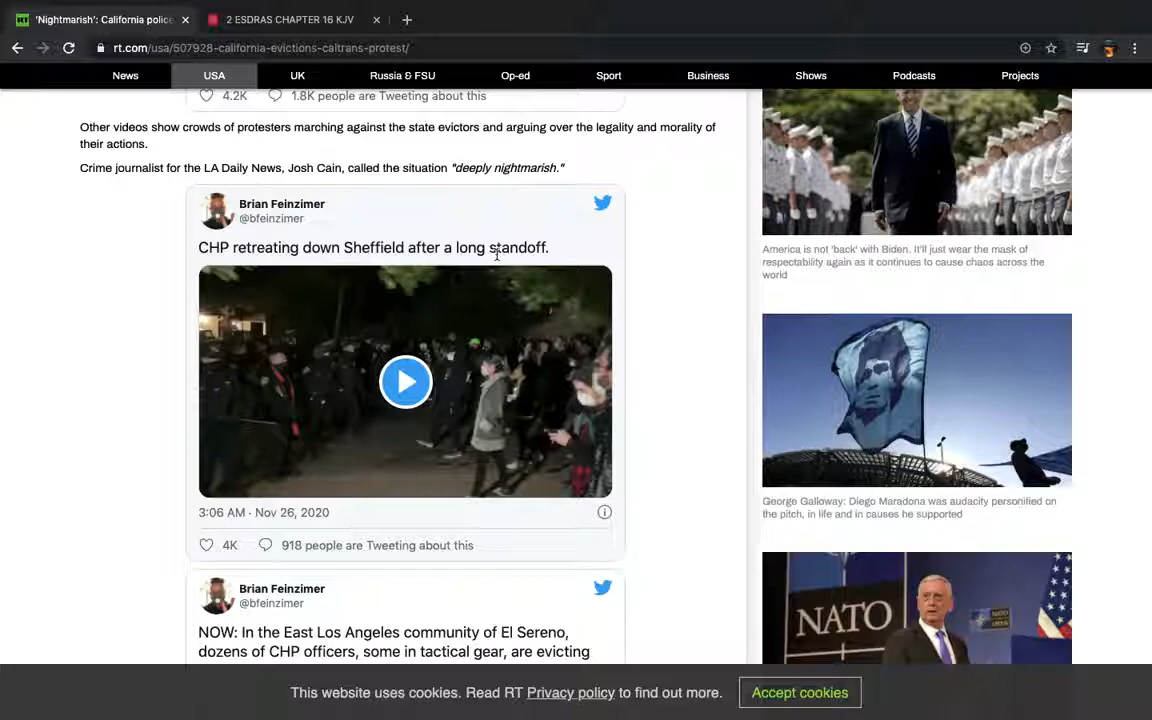 'Nightmarish': California police
2 ESDRAS CHAPTER 16 KJV
rt.com/usa/507928-california-evictions-caltrans-protest/
News USA UK Russia & FSU Op-ed Sport Business Shows Podcasts Projects
4.2K 1.8K people are Tweeting about this
Other videos show crowds of protesters marching against the state evictors and arguing over the legality and morality of
their actions.
Crime journalist for the LA Daily News, Josh Cain, called the situation "deeply nightmarish."
Brian Feinzimer
@bfeinzimer
CHP retreating down Sheffield after a long standoff.
3:06 AM · Nov 26, 2020
4K 918 people are Tweeting about this
Brian Feinzimer
@bfeinzimer
NOW: In the East Los Angeles community of El Sereno,
dozens of CHP officers, some in tactical gear, are evicting
America is not 'back' with Biden. It'll just wear the mask of
respectability again as it continues to cause chaos across the
world
George Galloway: Diego Maradona was audacity personified on
the pitch, in life and in causes he supported
NATO
This website uses cookies. Read RT Privacy policy to find out more.
Accept cookies